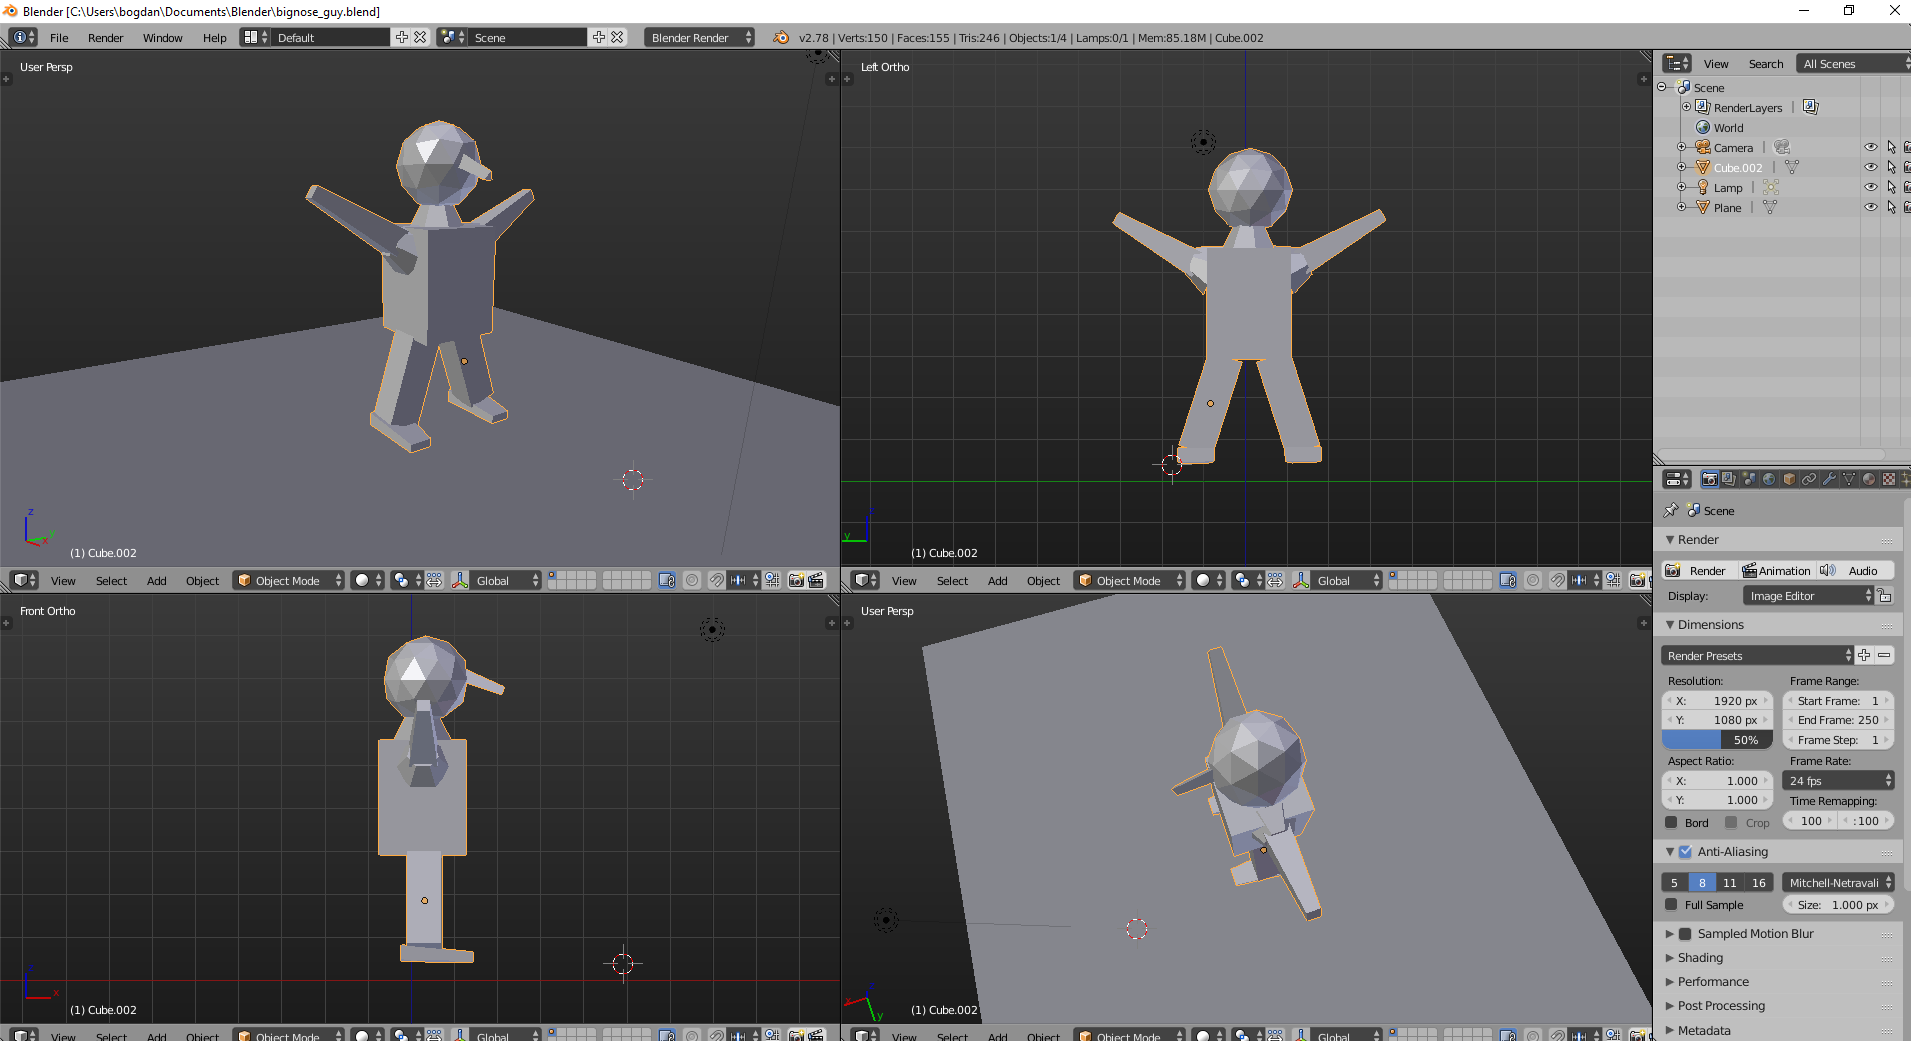 Blender [C:\Users\bogdan\Documents\Blender\bignose_guy.blend]
File Render Window Help Default Scene Blender Render v2.78 | Verts:150 | Faces:155 | Tris:246 | Objects:1/4 | Lamps:0/1 | Mem:85.18M | Cube.002
User Persp
z
y
x
(1) Cube.002
View Select Add Object Object Mode Global
Left Ortho
z
y
(1) Cube.002
View Select Add Object Object Mode Global
Front Ortho
z
x
(1) Cube.002
View Select Add Object Object Mode Global
User Persp
z
x
y
(1) Cube.002
View Select Add Object Object Mode Global
View Search All Scenes
Scene
RenderLayers |
World
Camera |
Cube.002 |
Lamp |
Plane |
Scene
Render
Render Animation Audio
Display: Image Editor
Dimensions
Render Presets
Resolution: Frame Range:
X: 1920 px Start Frame: 1
Y: 1080 px End Frame: 250
50% Frame Step: 1
Aspect Ratio: Frame Rate:
X: 1.000 24 fps
Y: 1.000 Time Remapping:
Bord Crop 100 :100
Anti-Aliasing
5 8 11 16 Mitchell-Netravali
Full Sample Size: 1.000 px
Sampled Motion Blur
Shading
Performance
Post Processing
Metadata